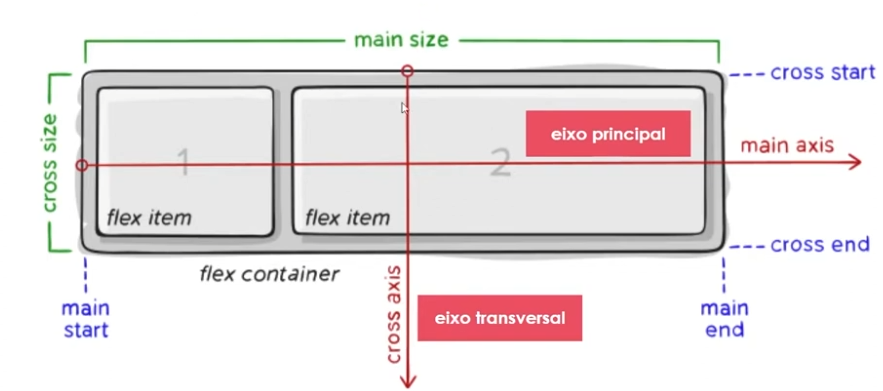 main size
cross start
cross size
eixo principal
main axis
1
2
flex item
flex item
cross end
flex container
main
start
cross axis
eixo transversal
main
end